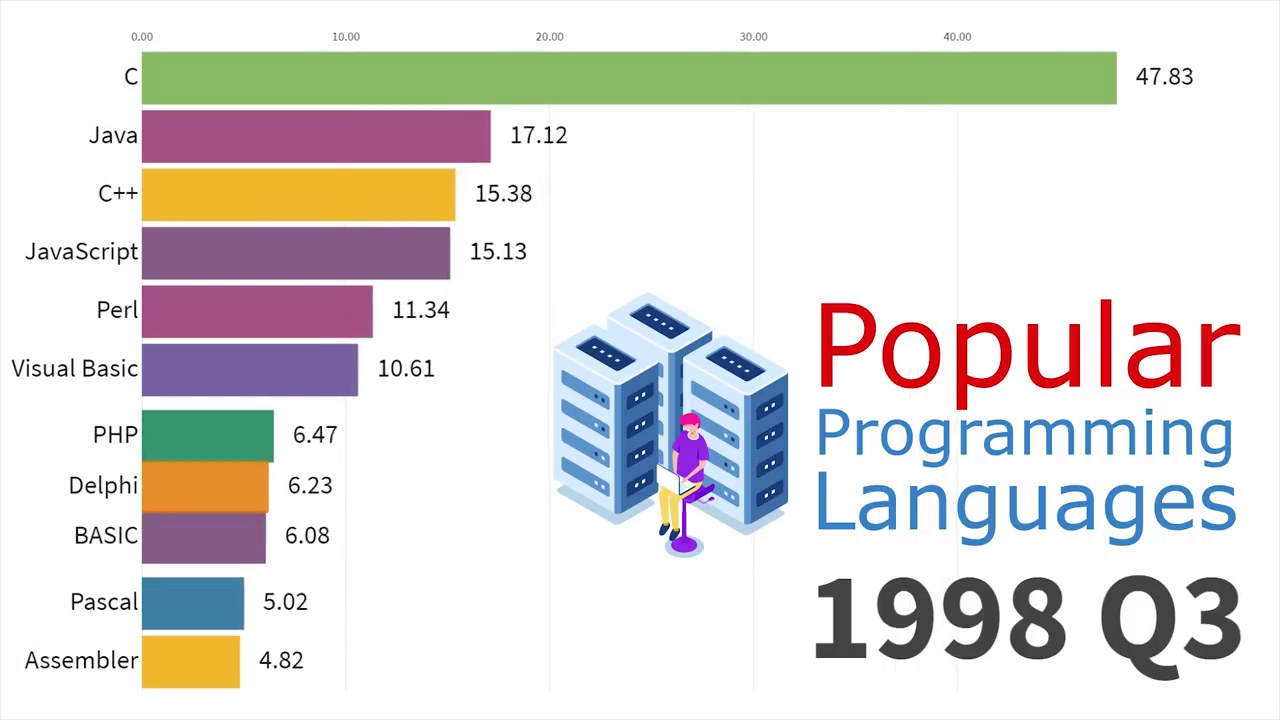 0.00 10.00 20.00 30.00 40.00
C 47.83
Java 17.12
C++ 15.38
JavaScript 15.13
Perl 11.34
Visual Basic 10.61
PHP 6.47
Delphi 6.23
BASIC 6.08
Pascal 5.02
Assembler 4.82
Popular
Programming
Languages
1998 Q3